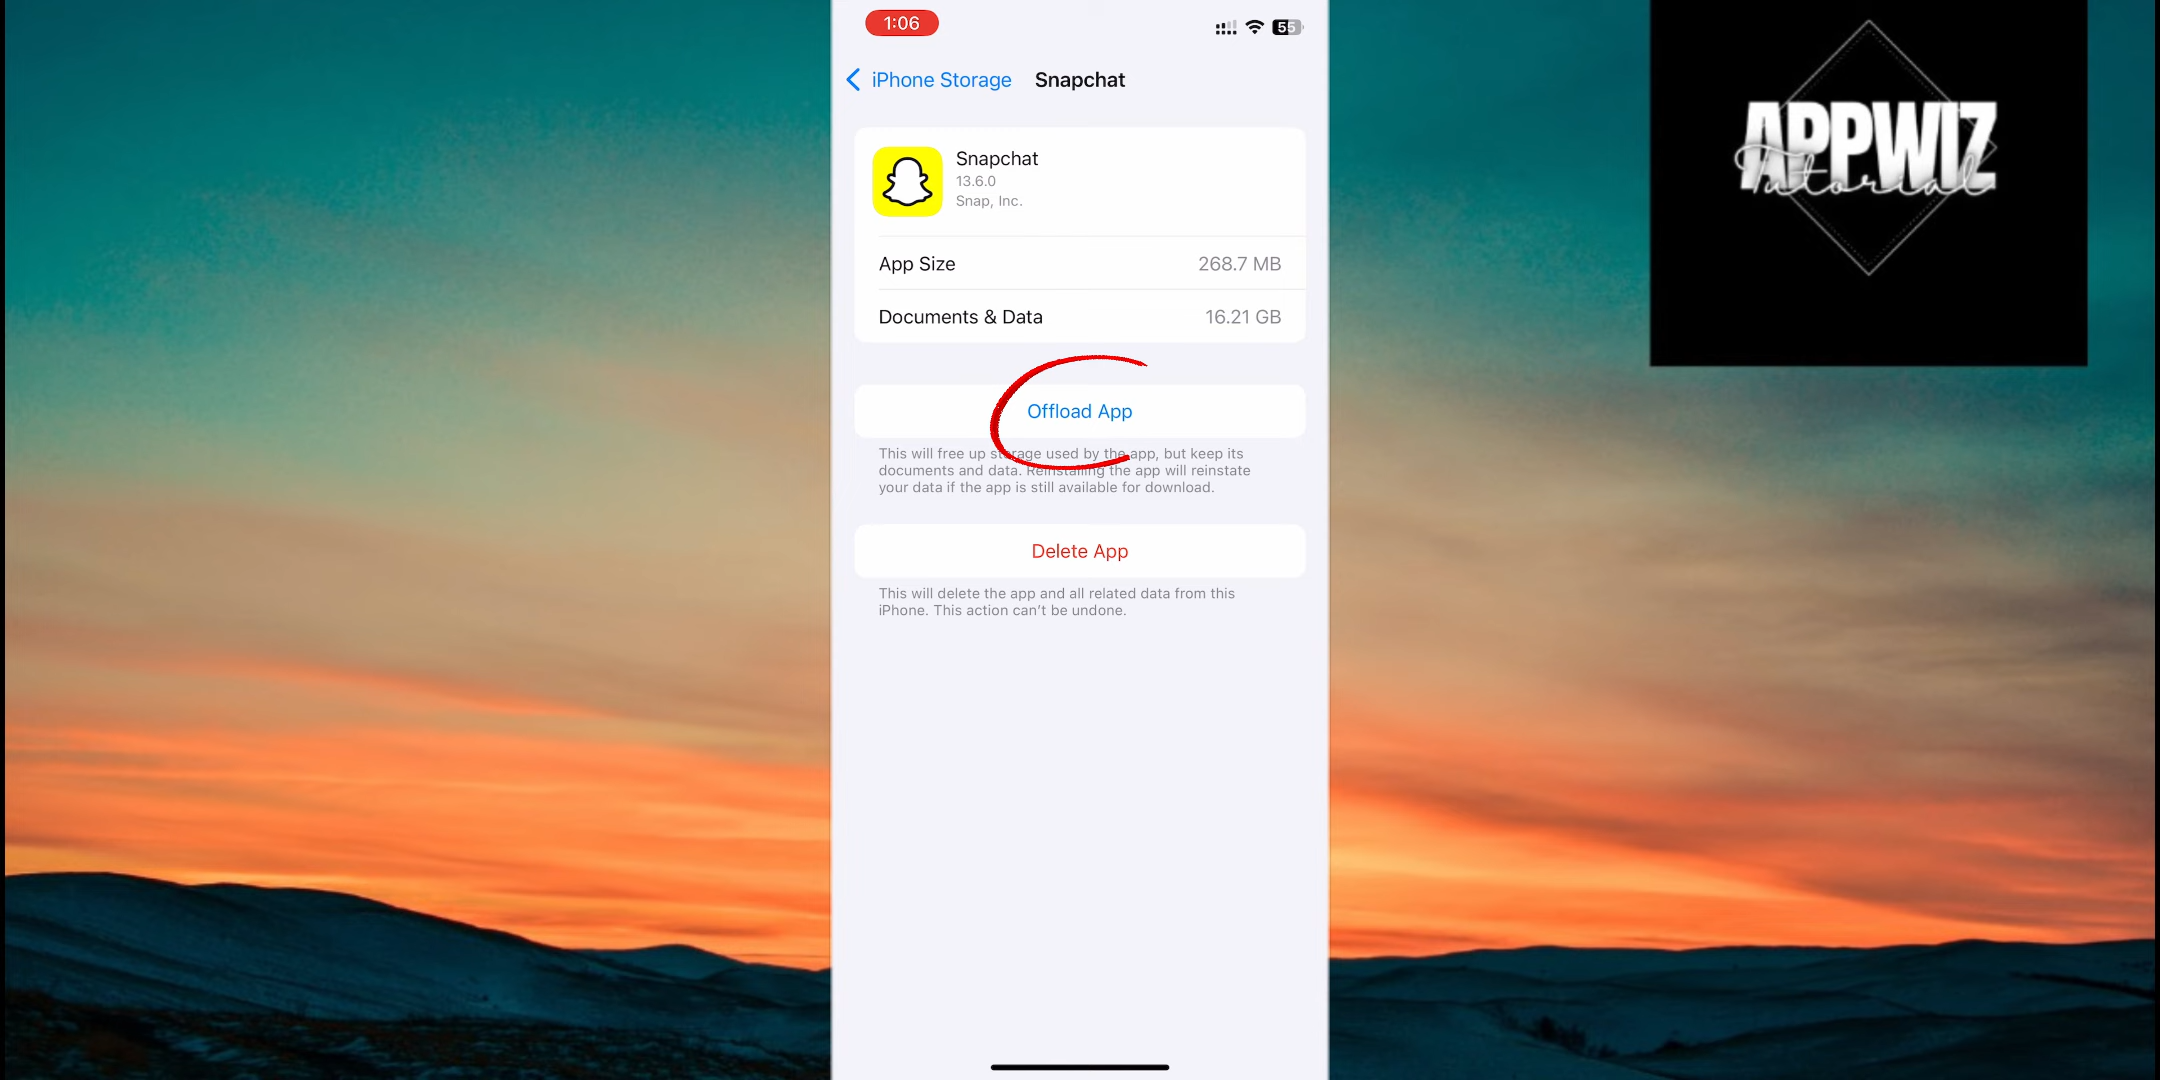 1:06
55
iPhone Storage Snapchat
Snapchat
13.6.0
Snap, Inc.
App Size 268.7 MB
Documents & Data 16.21 GB
Offload App
This will free up storage used by the app, but keep its
documents and data. Reinstalling the app will reinstate
your data if the app is still available for download.
Delete App
This will delete the app and all related data from this
iPhone. This action can't be undone.
APPWIZ
Tutorial